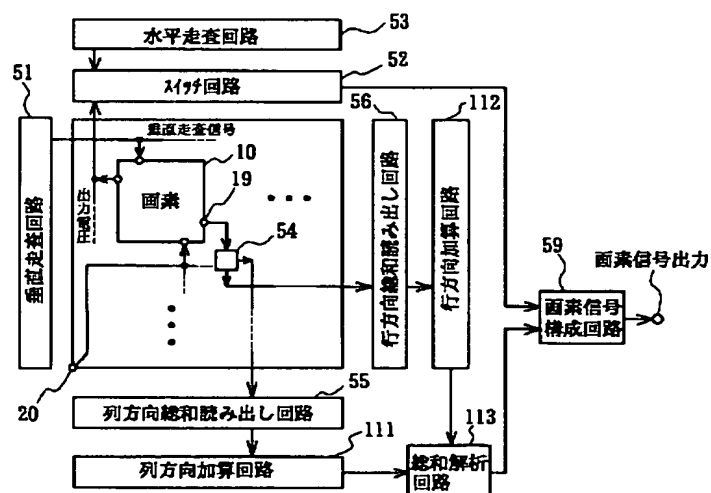 53
水平走査回路
52
スイッチ回路
51
垂直走査回路
垂直走査信号
10
画素
19
出力電圧
54
20
56
行方向総和読み出し回路
112
行方向加算回路
59
画素信号
構成回路
画素信号出力
55
列方向総和読み出し回路
111
列方向加算回路
113
総和解析
回路